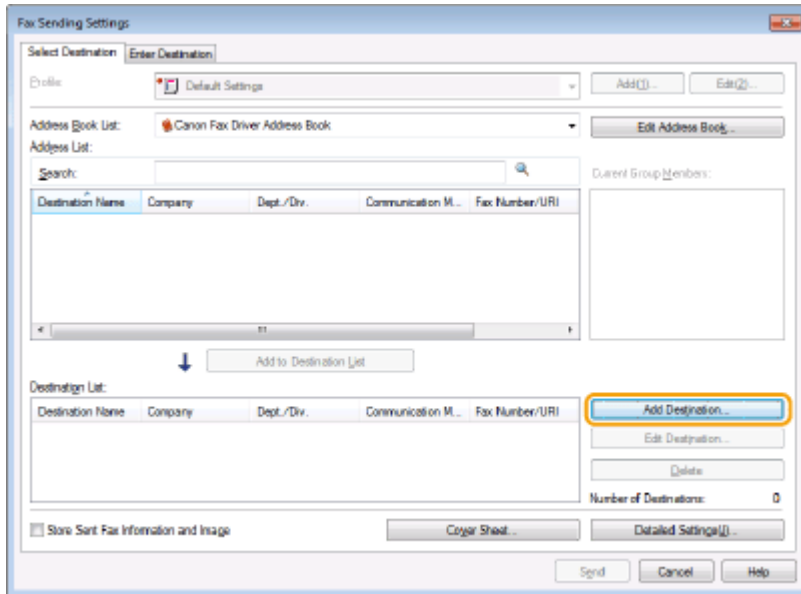 Fax Sending Settings
Select Destination Enter Destination
Profile: Default Settings Add(1)... Edit(2)...
Address Book List: Canon Fax Driver Address Book Edit Address Book...
Address List:
Search: Current Group Members:
Destination Name Company Dept./Div. Communication M... Fax Number/URI
Add to Destination List
Destination List:
Destination Name Company Dept./Div. Communication M... Fax Number/URI
Add Destination...
Edit Destination...
Delete
Number of Destinations: 0
Store Sent Fax Information and Image Cover Sheet... Detailed Settings(J)...
Send Cancel Help